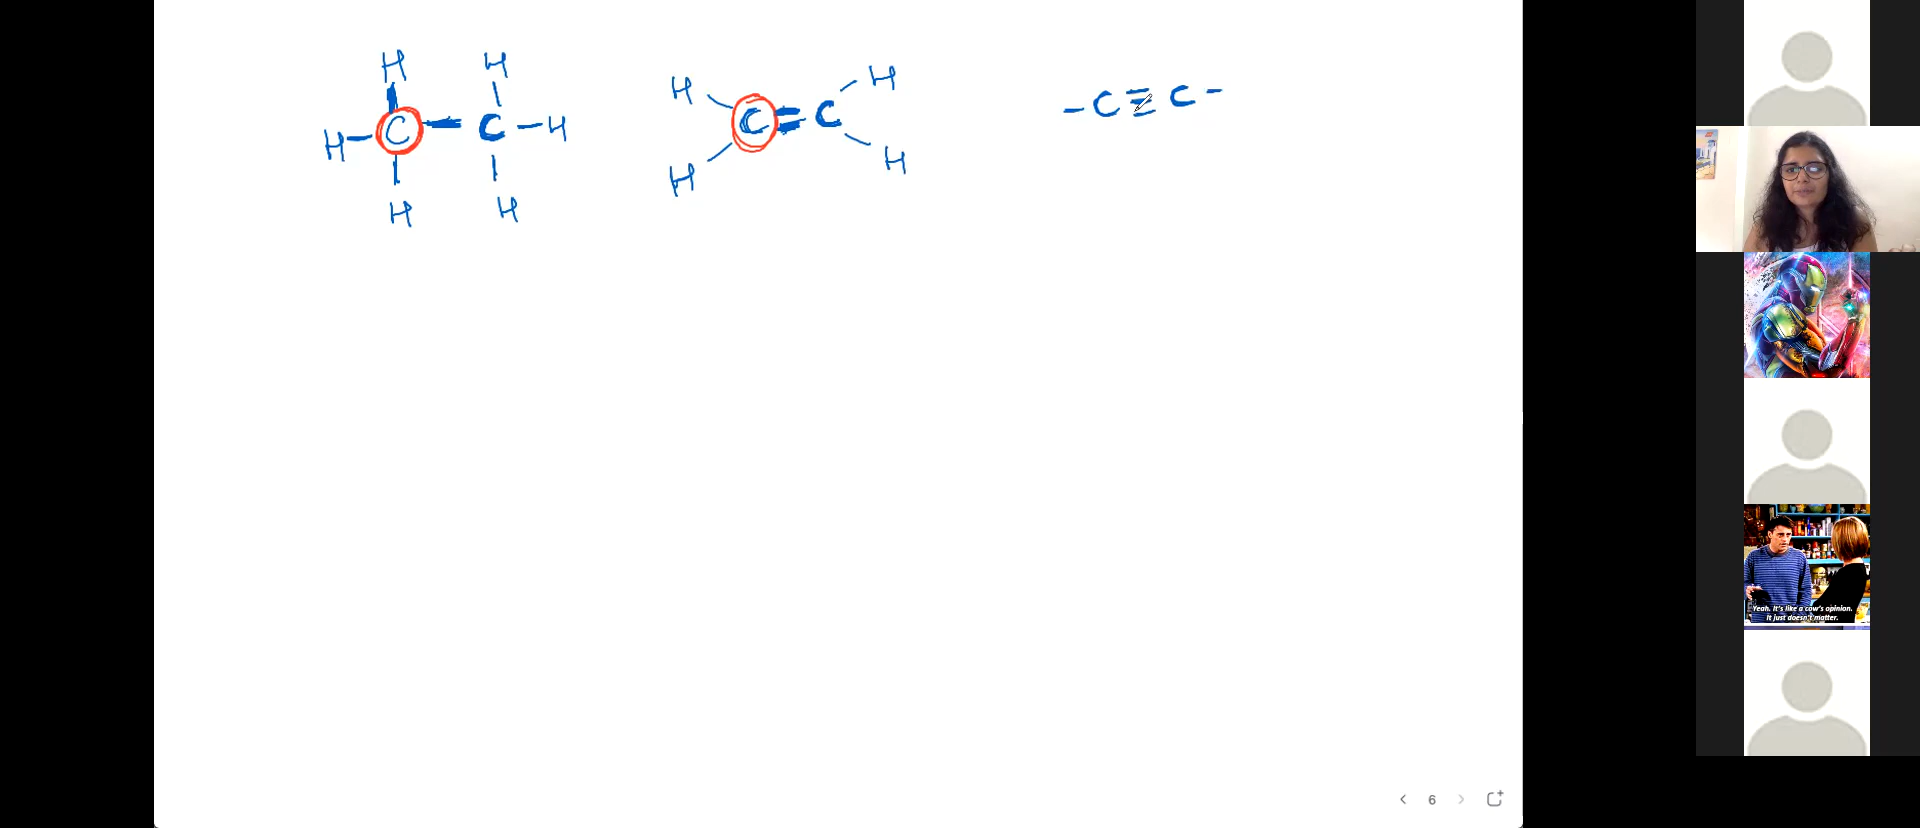 H H
H – C – C – H
H H
H H
C = C
H H
– C ≡ C –
Yeah. It's like a cow's opinion.
It just doesn't matter.
6